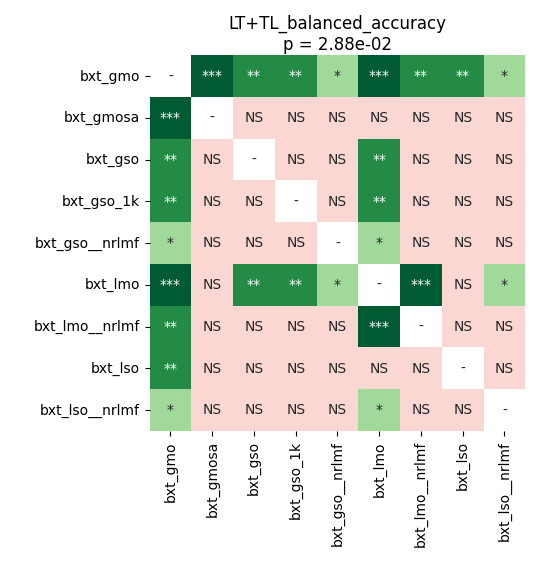 LT+TL_balanced_accuracy
p = 2.88e-02
bxt_gmo - *** ** ** * *** ** ** *
bxt_gmosa *** - NS NS NS NS NS NS NS
bxt_gso ** NS - NS NS ** NS NS NS
bxt_gso_1k ** NS NS - NS ** NS NS NS
bxt_gso__nrlmf * NS NS NS - * NS NS NS
bxt_lmo *** NS ** ** * - *** NS *
bxt_lmo__nrlmf ** NS NS NS NS *** - NS NS
bxt_lso ** NS NS NS NS NS NS - NS
bxt_lso__nrlmf * NS NS NS NS * NS NS -
bxt_gmo
bxt_gmosa
bxt_gso
bxt_gso_1k
bxt_gso__nrlmf
bxt_lmo
bxt_lmo__nrlmf
bxt_lso
bxt_lso__nrlmf